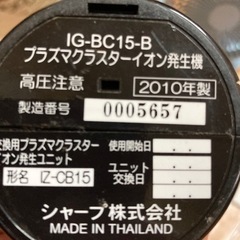 IG-BC15-B
プラズマクラスターイオン発生機
高圧注意 2010年製
製造番号 0005657
交換用プラズマクラスター
イオン発生ユニット
形名 IZ-CB15
使用開始日 . .
ユニット交換日 . .
シャープ株式会社
MADE IN THAILAND